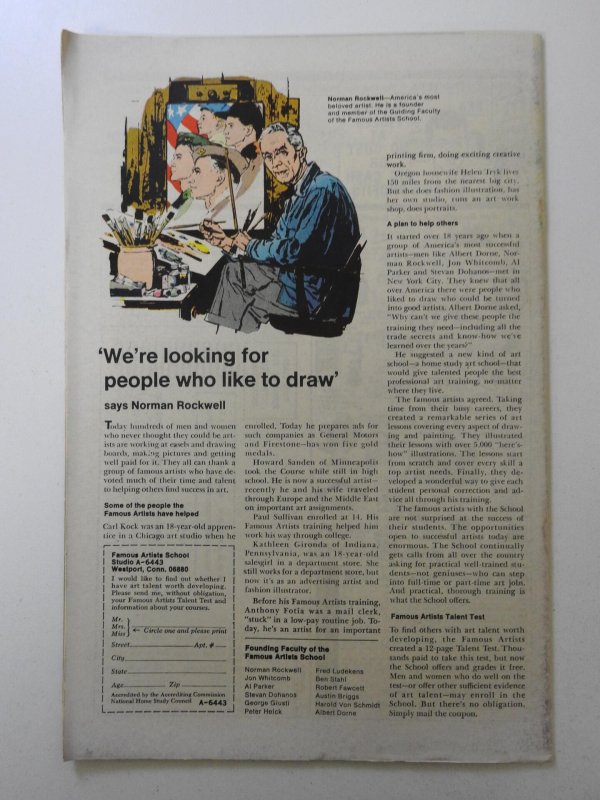 Norman Rockwell—America's most
beloved artist. He is a founder
and member of the Guiding Faculty
of the Famous Artists School.
'We're looking for
people who like to draw'
says Norman Rockwell
Today hundreds of men and women
who never thought they could be art-
ists are working at easels and drawing
boards, making pictures and getting
well paid for it. They all can thank a
group of famous artists who have de-
voted much of their time and talent
to helping others find success in art.
Some of the people the
Famous Artists have helped
Carl Kock was an 18-year-old appren-
tice in a Chicago art studio when he
enrolled. Today he prepares ads for
such companies as General Motors
and Firestone—has won five gold
medals.
Howard Sanden of Minneapolis
took the Course while still in high
school. He is now a successful artist—
recently he and his wife traveled
through Europe and the Middle East
on important art assignments.
Paul Sullivan enrolled at 14. His
Famous Artists training helped him
work his way through college.
Kathleen Gironda of Indiana,
Pennsylvania, was an 18-year-old
salesgirl in a department store. She
still works for a department store, but
now it's as an advertising artist and
fashion illustrator.
Before his Famous Artists training,
Anthony Fotia was a mail clerk,
"stuck" in a low-pay routine job. To-
day, he's an artist for an important
printing firm, doing exciting creative
work.
Oregon housewife Helen lives
150 miles from the nearest big city.
But she does fashion illustration, has
her own studio, runs an art work
shop, does portraits.
A plan to help others
It started over 18 years ago when a
group of America's most successful
artists—men like Albert Dorne, Nor-
man Rockwell, Jon Whitcomb, Al
Parker and Stevan Dohanos—met in
New York City. They knew that all
over America there were people who
liked to draw who could be turned
into good artists. Albert Dorne asked,
"Why can't we give these people the
training they need—including all the
trade secrets and know-how we've
learned over the years?"
He suggested a new kind of art
school—a home study art school—that
would give talented people the best
professional art training, no matter
where they live.
The famous artists agreed. Taking
time from their busy careers, they
created a remarkable series of art
lessons covering every aspect of draw-
ing and painting. They illustrated
their lessons with over 5,000 "here's-
how" illustrations. The lessons start
from scratch and cover every skill a
top artist needs. Finally, they de-
veloped a wonderful way to give each
student personal correction and ad-
vice all through his training.
The famous artists with the School
are not surprised at the success of
their students. The opportunities
open to successful artists today are
enormous. The School continually
gets calls from all over the country
asking for practical well-trained stu-
dents—not geniuses—who can step
into full-time or part-time art jobs.
And practical, thorough training is
what the School offers.
Famous Artists Talent Test
To find others with art talent worth
developing, the Famous Artists
created a 12-page Talent Test. Thou-
sands paid to take this test, but now
the School offers and grades it free.
Men and women who do well on the
test—or offer other sufficient evidence
of art talent—may enroll in the
School. But there's no obligation.
Simply mail the coupon.
Famous Artists School
Studio A-6443
Westport, Conn. 06880
I would like to find out whether I
have art talent worth developing.
Please send me, without obligation,
your Famous Artists Talent Test and
information about your courses.
Mr.
Mrs.
Miss
← Circle one and please print
Street Apt. #
City
State
Age Zip
Accredited by the Accrediting Commission
National Home Study Council A-6443
Founding Faculty of the
Famous Artists School
Norman Rockwell
Jon Whitcomb
Al Parker
Stevan Dohanos
George Giusti
Peter Helck
Fred Ludekens
Ben Stahl
Robert Fawcett
Austin Briggs
Harold Von Schmidt
Albert Dorne